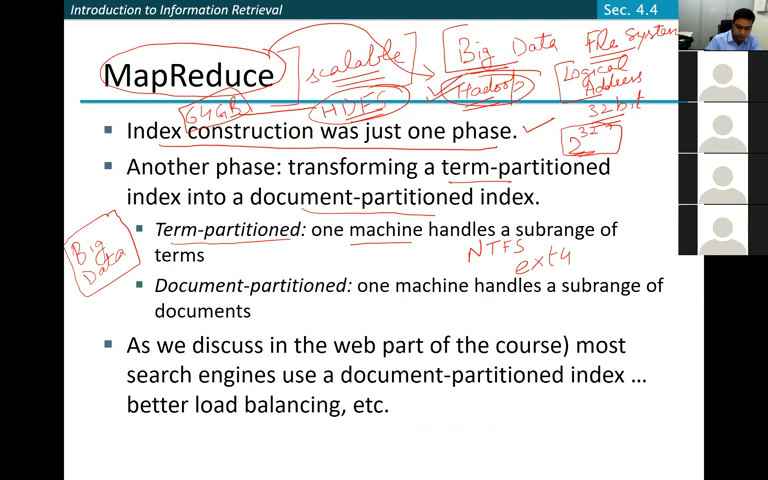 Introduction to Information Retrieval
Sec. 4.4
MapReduce
scalable
Big Data
File System
Hadoop
Logical
Address
64GB
HDFS
32 bit
2^32
Index construction was just one phase.
Another phase: transforming a term-partitioned
index into a document-partitioned index.
Term-partitioned: one machine handles a subrange of
terms
NTFS
ext4
Big
Data
Document-partitioned: one machine handles a subrange of
documents
As we discuss in the web part of the course) most
search engines use a document-partitioned index …
better load balancing, etc.